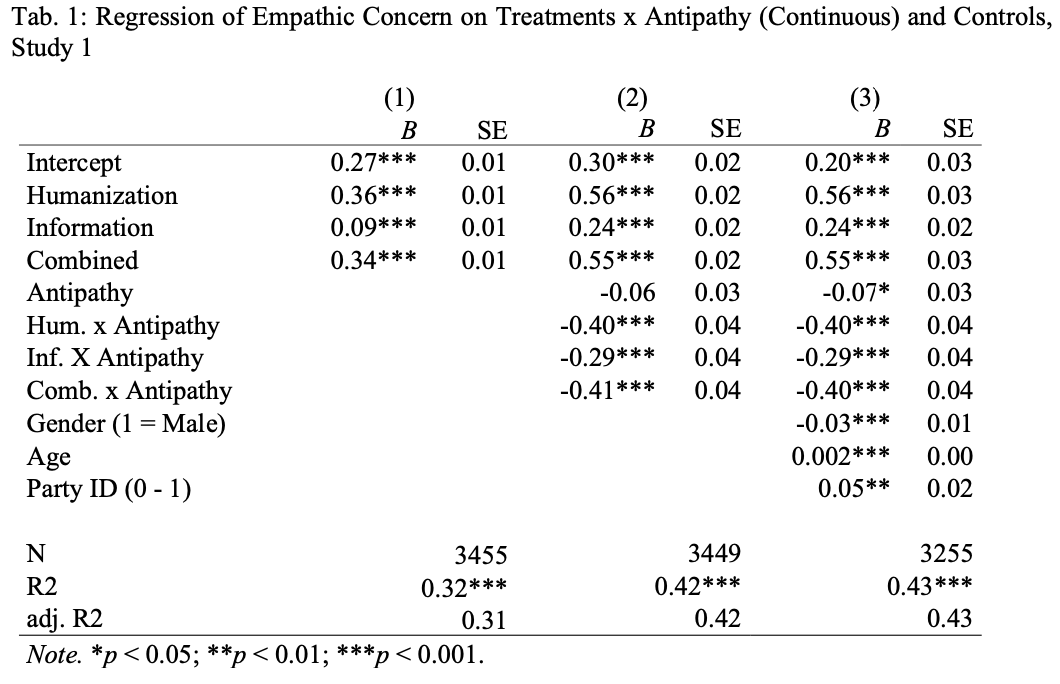 Tab. 1: Regression of Empathic Concern on Treatments x Antipathy (Continuous) and Controls,
Study 1
(1) (2) (3)
B SE B SE B SE
Intercept 0.27*** 0.01 0.30*** 0.02 0.20*** 0.03
Humanization 0.36*** 0.01 0.56*** 0.02 0.56*** 0.03
Information 0.09*** 0.01 0.24*** 0.02 0.24*** 0.02
Combined 0.34*** 0.01 0.55*** 0.02 0.55*** 0.03
Antipathy -0.06 0.03 -0.07* 0.03
Hum. x Antipathy -0.40*** 0.04 -0.40*** 0.04
Inf. X Antipathy -0.29*** 0.04 -0.29*** 0.04
Comb. x Antipathy -0.41*** 0.04 -0.40*** 0.04
Gender (1 = Male) -0.03*** 0.01
Age 0.002*** 0.00
Party ID (0 - 1) 0.05** 0.02
N 3455 3449 3255
R2 0.32*** 0.42*** 0.43***
adj. R2 0.31 0.42 0.43
Note. *p < 0.05; **p < 0.01; ***p < 0.001.